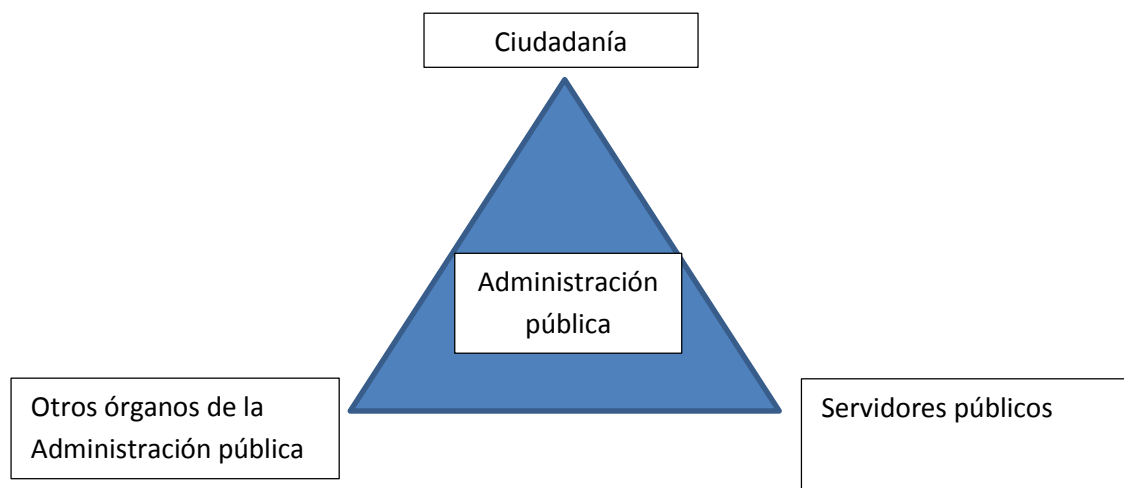 Ciudadanía
Administración
pública
Otros órganos de la
Administración pública
Servidores públicos